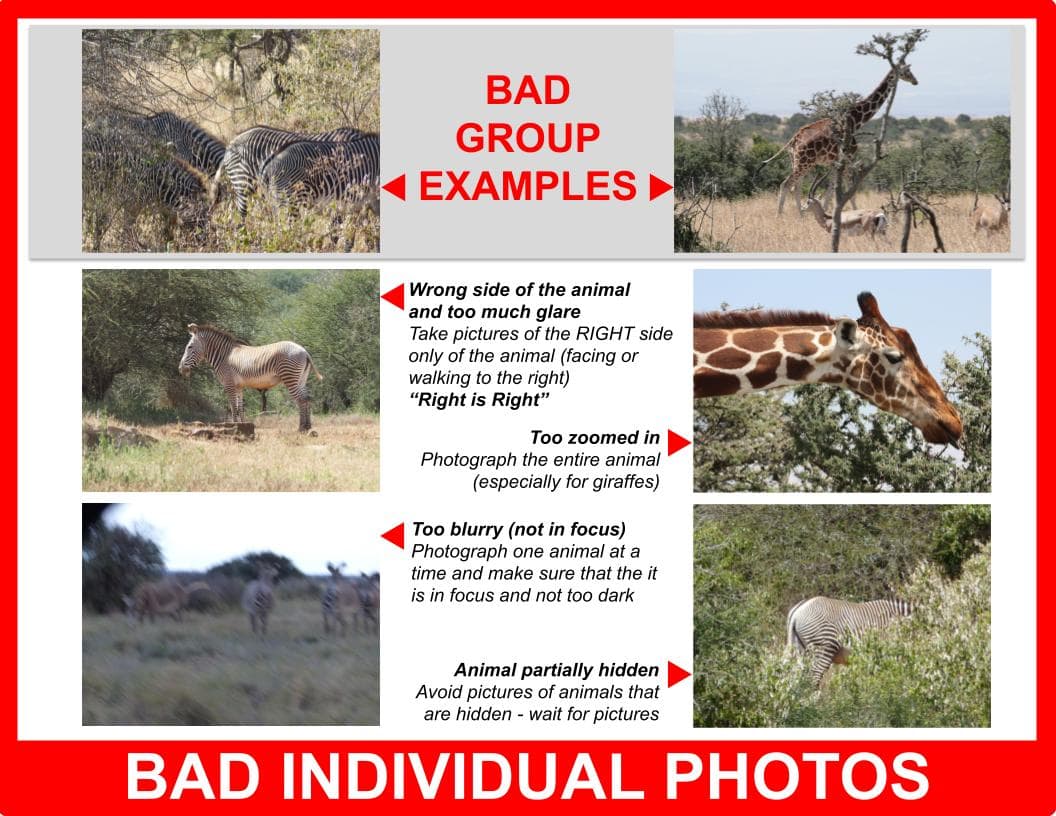 BAD
GROUP
EXAMPLES
Wrong side of the animal
and too much glare
Take pictures of the RIGHT side
only of the animal (facing or
walking to the right)
“Right is Right”
Too zoomed in
Photograph the entire animal
(especially for giraffes)
Too blurry (not in focus)
Photograph one animal at a
time and make sure that the it
is in focus and not too dark
Animal partially hidden
Avoid pictures of animals that
are hidden - wait for pictures
BAD INDIVIDUAL PHOTOS